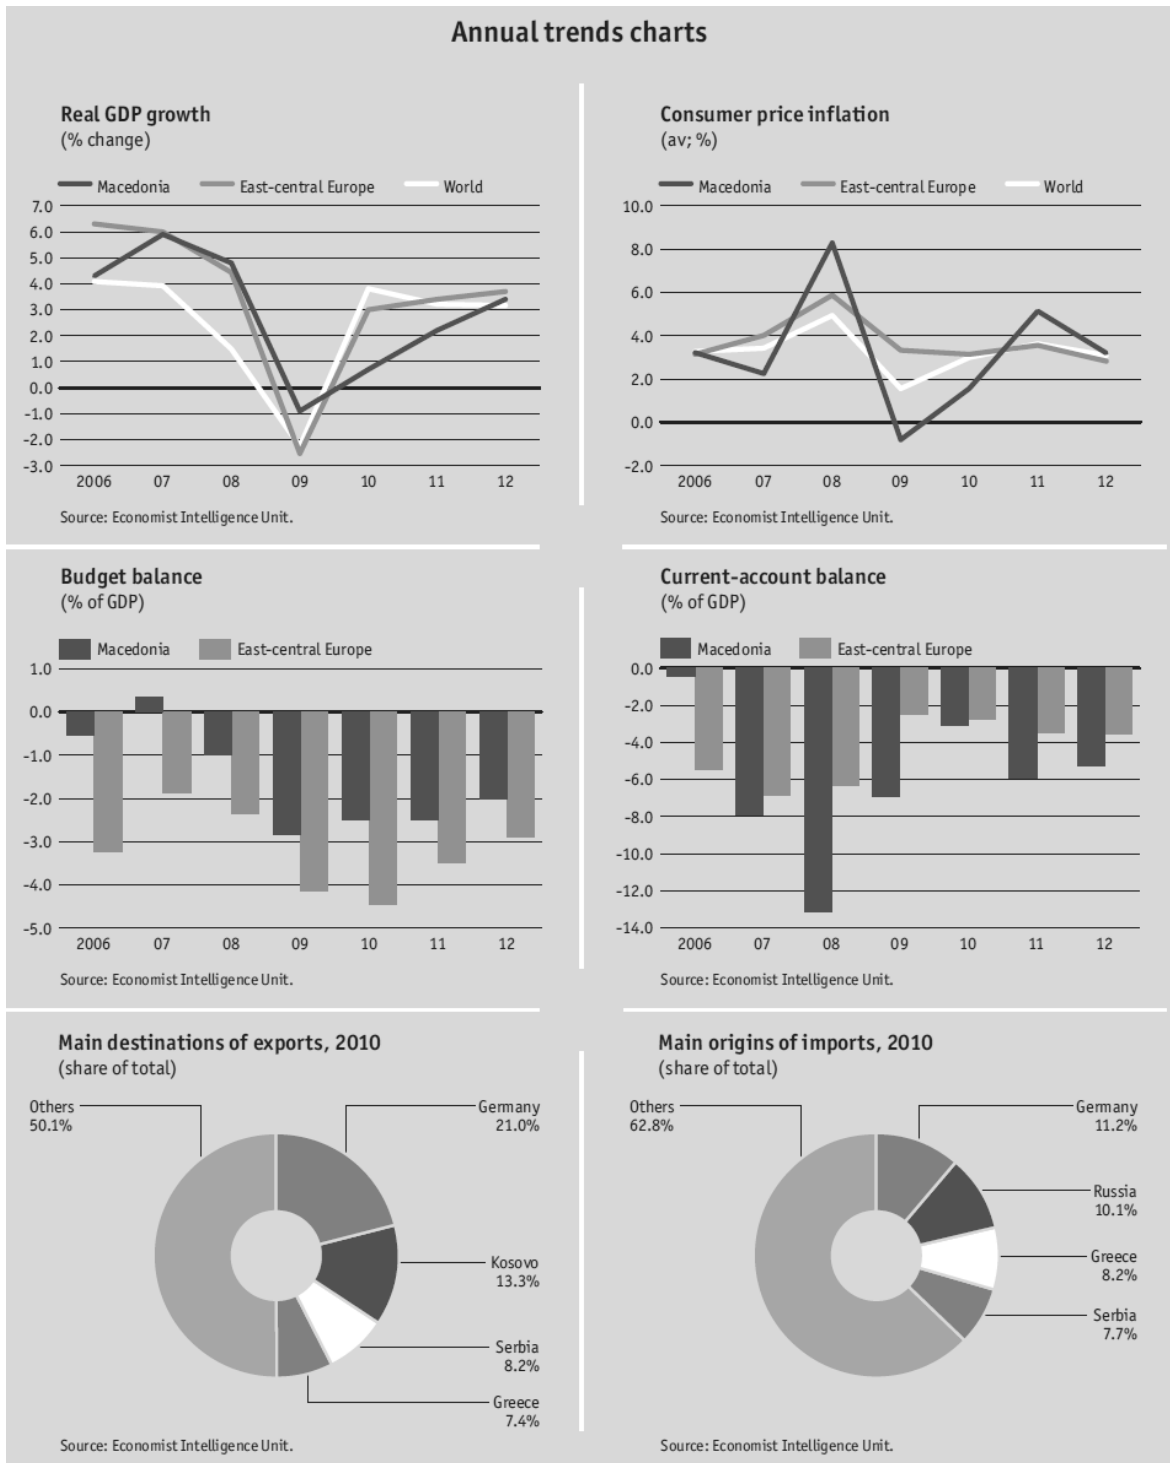 Annual trends charts
Real GDP growth
(% change)
Macedonia East-central Europe World
7.0
6.0
5.0
4.0
3.0
2.0
1.0
0.0
-1.0
-2.0
-3.0
2006 07 08 09 10 11 12
Source: Economist Intelligence Unit.
Consumer price inflation
(av; %)
Macedonia East-central Europe World
10.0
8.0
6.0
4.0
2.0
0.0
-2.0
2006 07 08 09 10 11 12
Source: Economist Intelligence Unit.
Budget balance
(% of GDP)
Macedonia East-central Europe
1.0
0.0
-1.0
-2.0
-3.0
-4.0
-5.0
2006 07 08 09 10 11 12
Source: Economist Intelligence Unit.
Current-account balance
(% of GDP)
Macedonia East-central Europe
0.0
-2.0
-4.0
-6.0
-8.0
-10.0
-12.0
-14.0
2006 07 08 09 10 11 12
Source: Economist Intelligence Unit.
Main destinations of exports, 2010
(share of total)
Others
50.1%
Germany
21.0%
Kosovo
13.3%
Serbia
8.2%
Greece
7.4%
Source: Economist Intelligence Unit.
Main origins of imports, 2010
(share of total)
Others
62.8%
Germany
11.2%
Russia
10.1%
Greece
8.2%
Serbia
7.7%
Source: Economist Intelligence Unit.